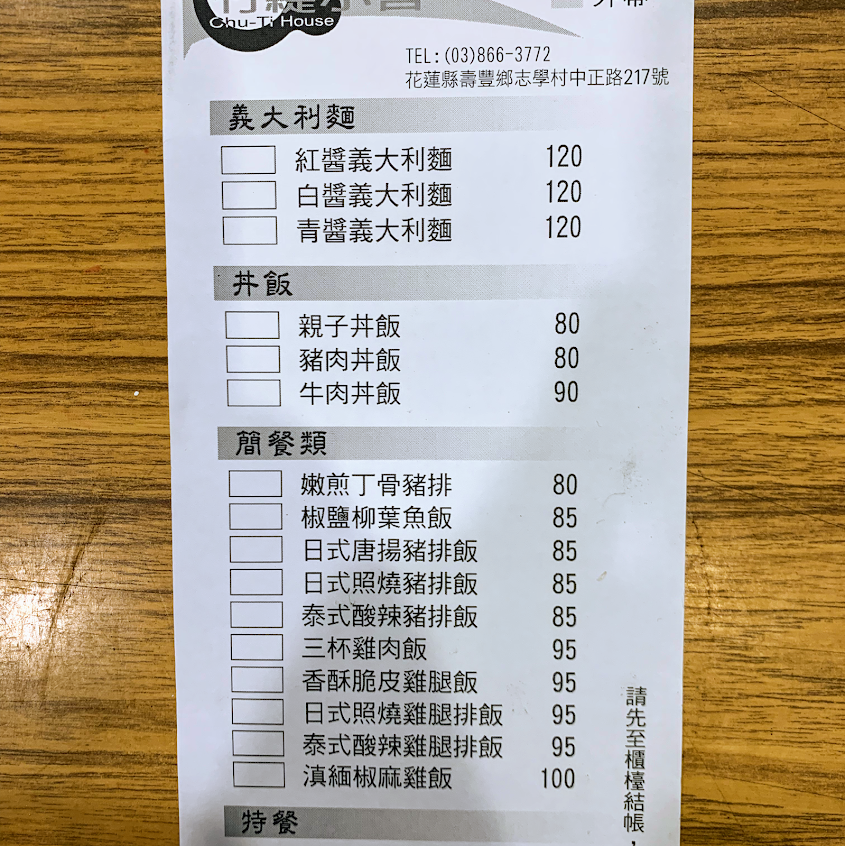 Chu-Ti House
TEL:(03)866-3772
花蓮縣壽豐鄉志學村中正路217號
義大利麵
紅醬義大利麵 120
白醬義大利麵 120
青醬義大利麵 120
丼飯
親子丼飯 80
豬肉丼飯 80
牛肉丼飯 90
簡餐類
嫩煎丁骨豬排 80
椒鹽柳葉魚飯 85
日式唐揚豬排飯 85
日式照燒豬排飯 85
泰式酸辣豬排飯 85
三杯雞肉飯 95
香酥脆皮雞腿飯 95
日式照燒雞腿排飯 95
泰式酸辣雞腿排飯 95
滇緬椒麻雞飯 100
特餐
請先至櫃檯結帳，